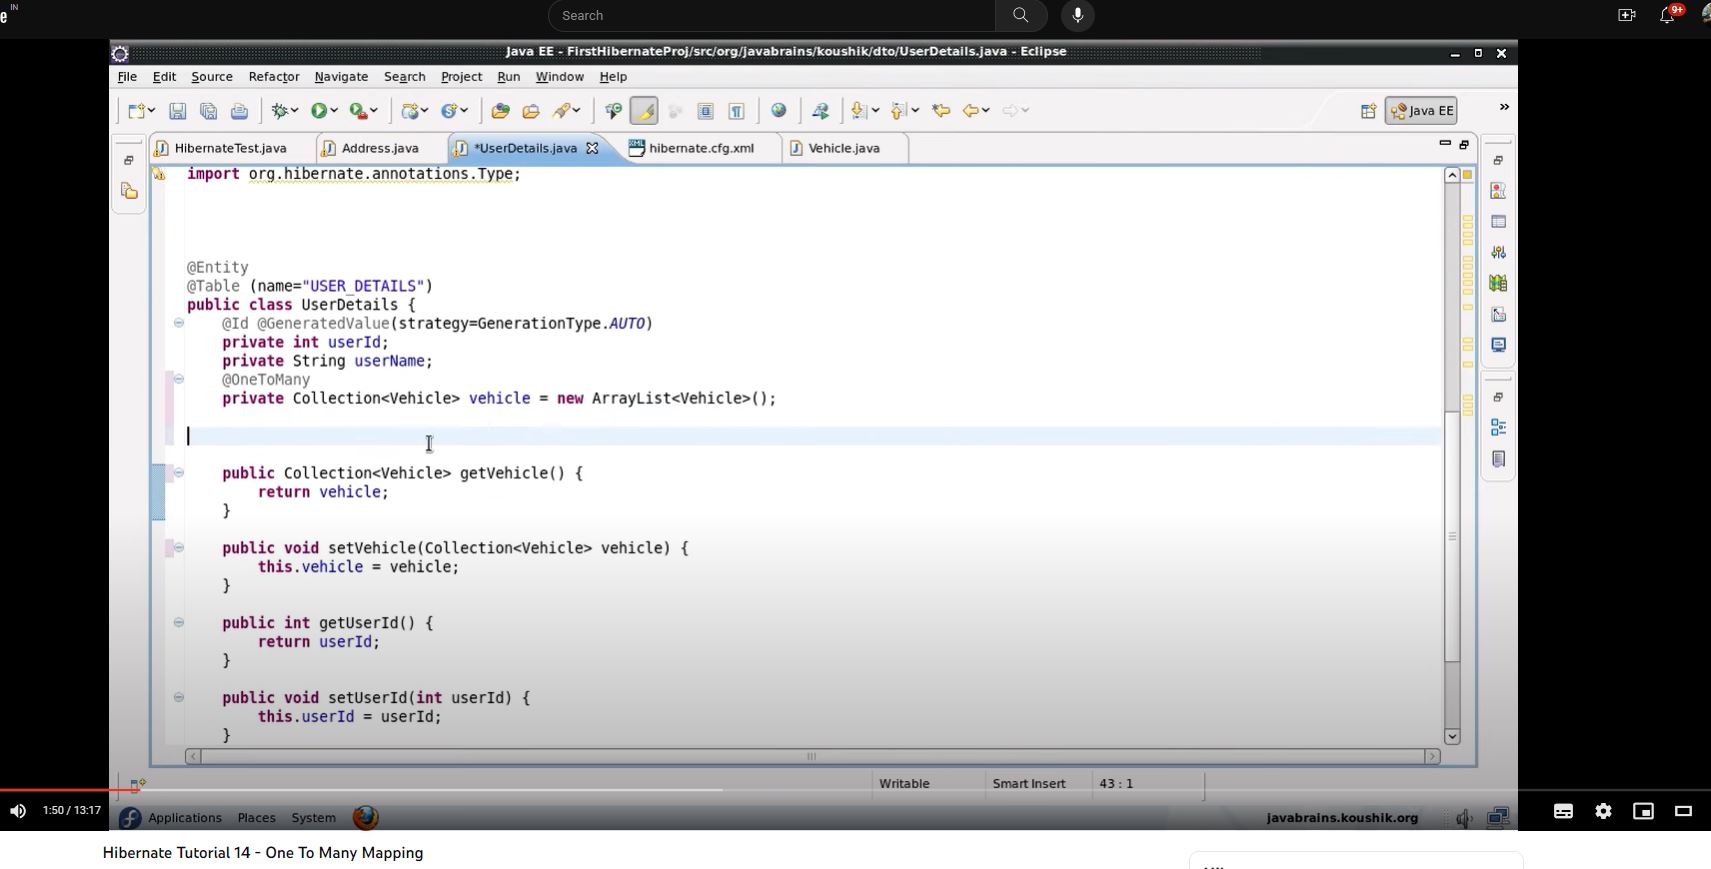 e IN
Search
9+
Java EE - FirstHibernateProj/src/org/javabrains/koushik/dto/UserDetails.java - Eclipse
File Edit Source Refactor Navigate Search Project Run Window Help
Java EE »
HibernateTest.java Address.java *UserDetails.java hibernate.cfg.xml Vehicle.java
import org.hibernate.annotations.Type;
@Entity
@Table (name="USER_DETAILS")
public class UserDetails {
@Id @GeneratedValue(strategy=GenerationType.AUTO)
private int userId;
private String userName;
@OneToMany
private Collection<Vehicle> vehicle = new ArrayList<Vehicle>();
public Collection<Vehicle> getVehicle() {
return vehicle;
}
public void setVehicle(Collection<Vehicle> vehicle) {
this.vehicle = vehicle;
}
public int getUserId() {
return userId;
}
public void setUserId(int userId) {
this.userId = userId;
}
Writable Smart Insert 43 : 1
1:50 / 13:17
Applications Places System javabrains.koushik.org
Hibernate Tutorial 14 - One To Many Mapping